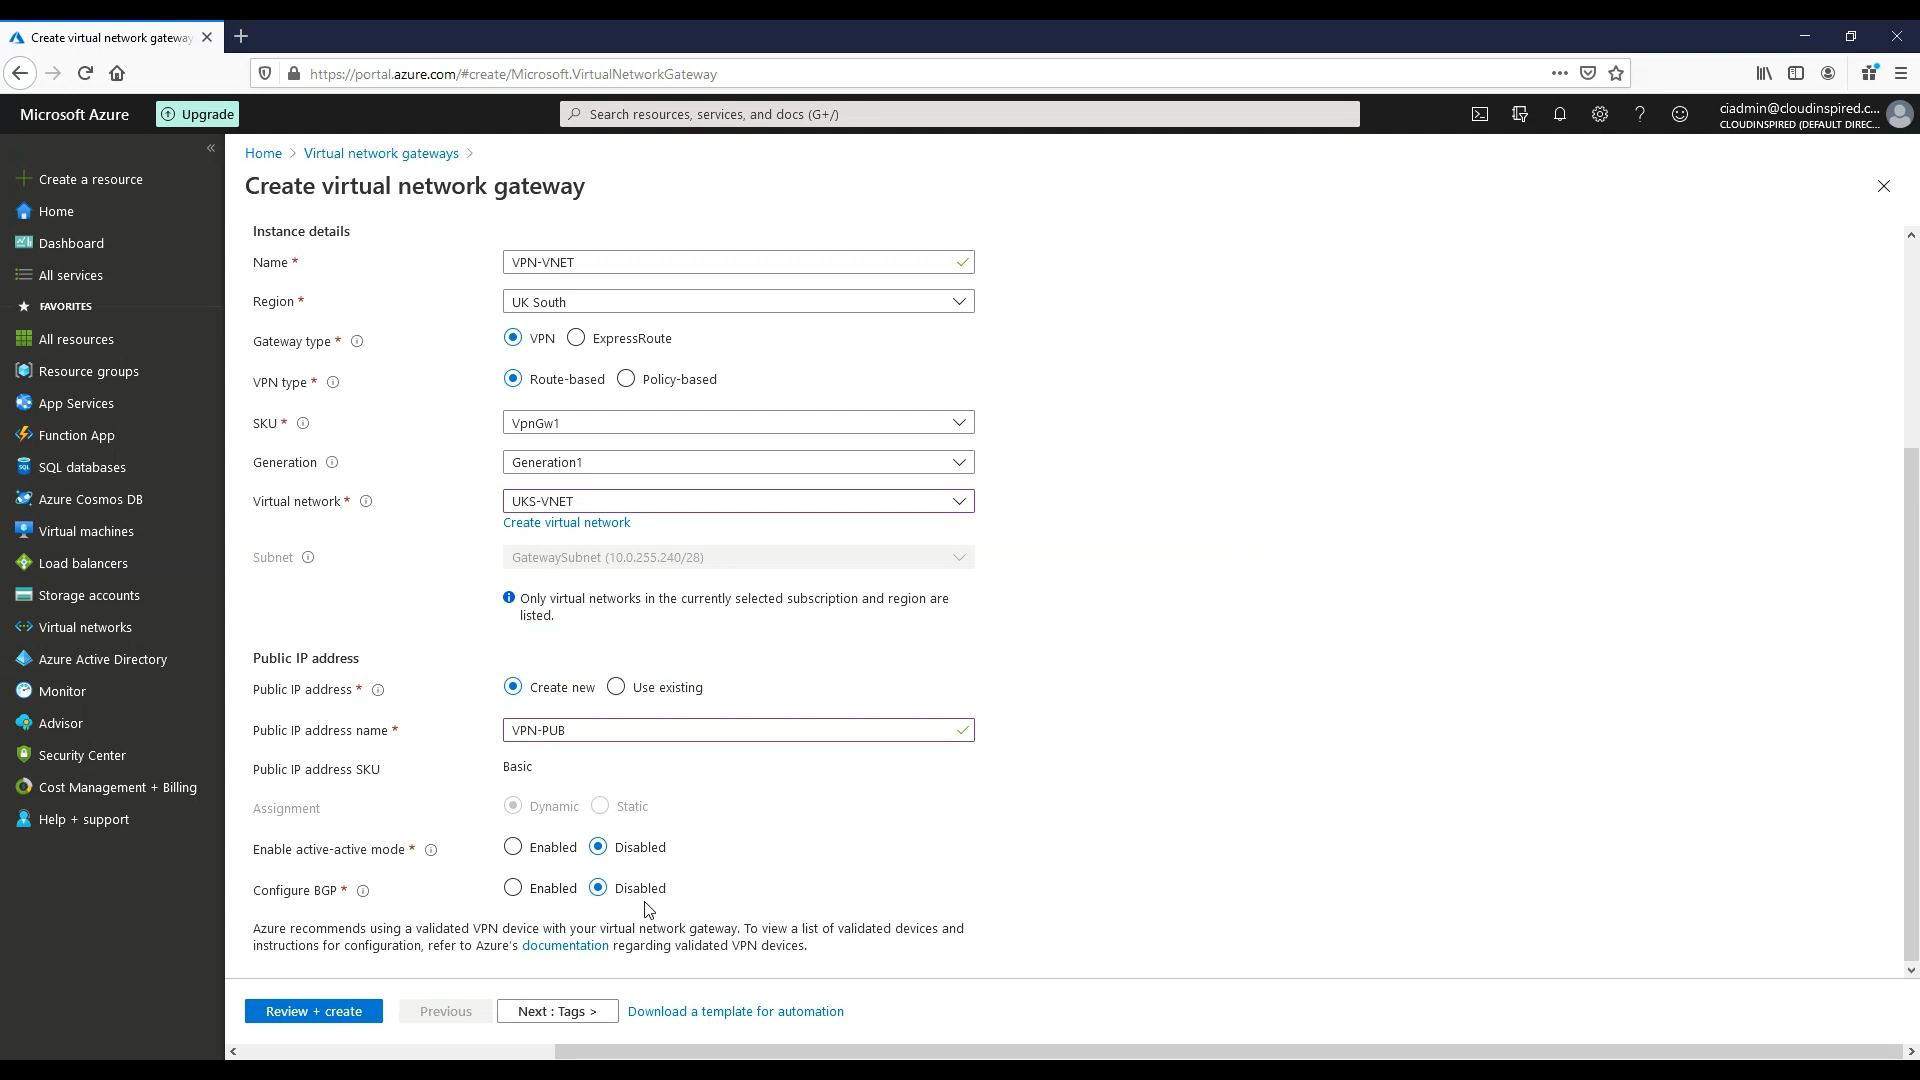 Create virtual network gateway
https://portal.azure.com/#create/Microsoft.VirtualNetworkGateway
Microsoft Azure
Upgrade
Search resources, services, and docs (G+/)
ciadmin@cloudinspired.c...
CLOUDINSPIRED (DEFAULT DIREC...
Create a resource
Home
Dashboard
All services
FAVORITES
All resources
Resource groups
App Services
Function App
SQL databases
Azure Cosmos DB
Virtual machines
Load balancers
Storage accounts
Virtual networks
Azure Active Directory
Monitor
Advisor
Security Center
Cost Management + Billing
Help + support
Home > Virtual network gateways >
Create virtual network gateway
Instance details
Name * VPN-VNET
Region * UK South
Gateway type * VPN ExpressRoute
VPN type * Route-based Policy-based
SKU * VpnGw1
Generation Generation1
Virtual network * UKS-VNET
Create virtual network
Subnet GatewaySubnet (10.0.255.240/28)
Only virtual networks in the currently selected subscription and region are
listed.
Public IP address
Public IP address * Create new Use existing
Public IP address name * VPN-PUB
Public IP address SKU Basic
Assignment Dynamic Static
Enable active-active mode * Enabled Disabled
Configure BGP * Enabled Disabled
Azure recommends using a validated VPN device with your virtual network gateway. To view a list of validated devices and
instructions for configuration, refer to Azure's documentation regarding validated VPN devices.
Review + create Previous Next : Tags > Download a template for automation